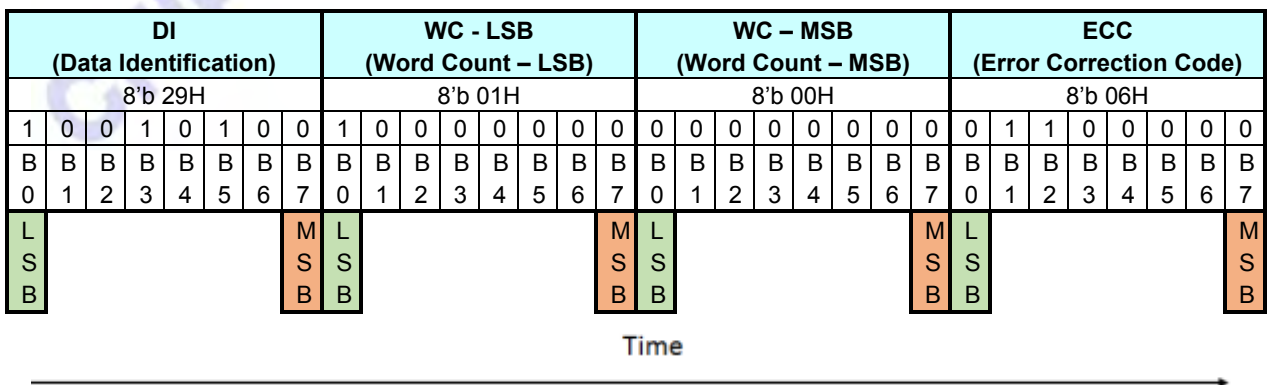 DI WC - LSB WC – MSB ECC
(Data Identification) (Word Count – LSB) (Word Count – MSB) (Error Correction Code)
8’b 29H 8’b 01H 8’b 00H 8’b 06H
1 0 0 1 0 1 0 0 1 0 0 0 0 0 0 0 0 0 0 0 0 0 0 0 0 1 1 0 0 0 0 0
B B B B B B B B B B B B B B B B B B B B B B B B B B B B B B B B
0 1 2 3 4 5 6 7 0 1 2 3 4 5 6 7 0 1 2 3 4 5 6 7 0 1 2 3 4 5 6 7
L M L M L M L M
S S S S S S S S
B B B B B B B B
Time